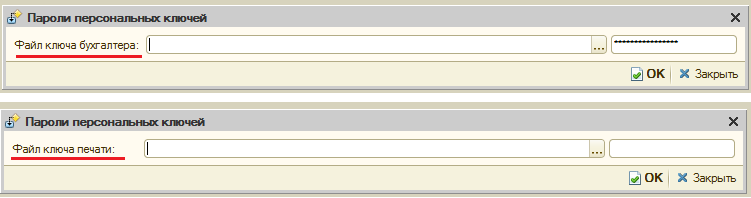 Пароли персональных ключей
Файл ключа бухгалтера: ... ***************
OK Закрыть
Пароли персональных ключей
Файл ключа печати: ...
OK Закрыть